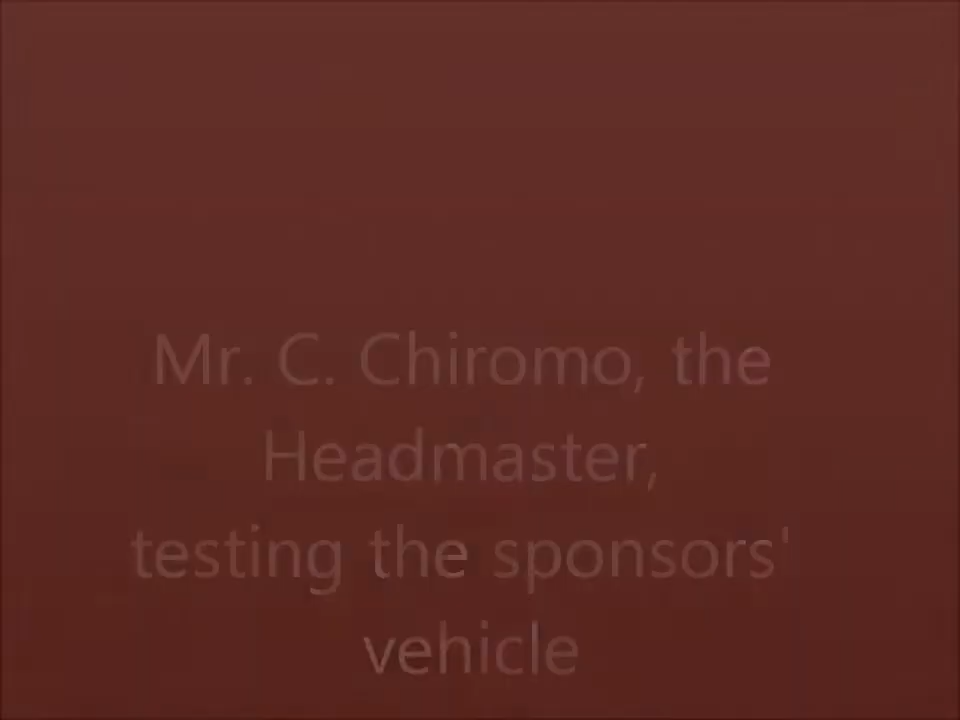 Mr. C. Chiromo, the
Headmaster,
testing the sponsors'
vehicle